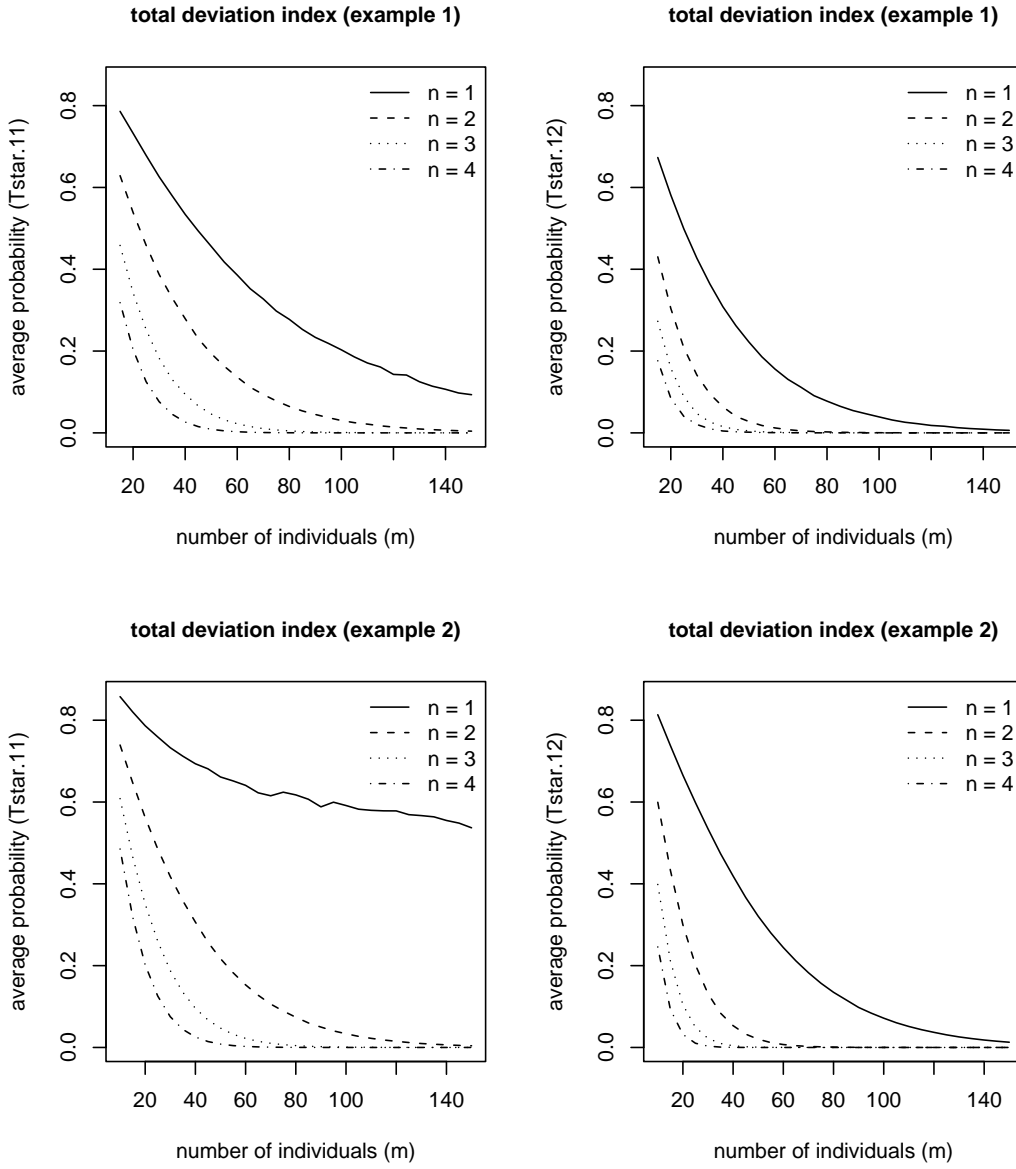 total deviation index (example 1)
average probability (Tstar.11)
0.0 0.2 0.4 0.6 0.8
n = 1
n = 2
n = 3
n = 4
20 40 60 80 100 140
number of individuals (m)
total deviation index (example 1)
average probability (Tstar.12)
0.0 0.2 0.4 0.6 0.8
n = 1
n = 2
n = 3
n = 4
20 40 60 80 100 140
number of individuals (m)
total deviation index (example 2)
average probability (Tstar.11)
0.0 0.2 0.4 0.6 0.8
n = 1
n = 2
n = 3
n = 4
20 40 60 80 100 140
number of individuals (m)
total deviation index (example 2)
average probability (Tstar.12)
0.0 0.2 0.4 0.6 0.8
n = 1
n = 2
n = 3
n = 4
20 40 60 80 100 140
number of individuals (m)